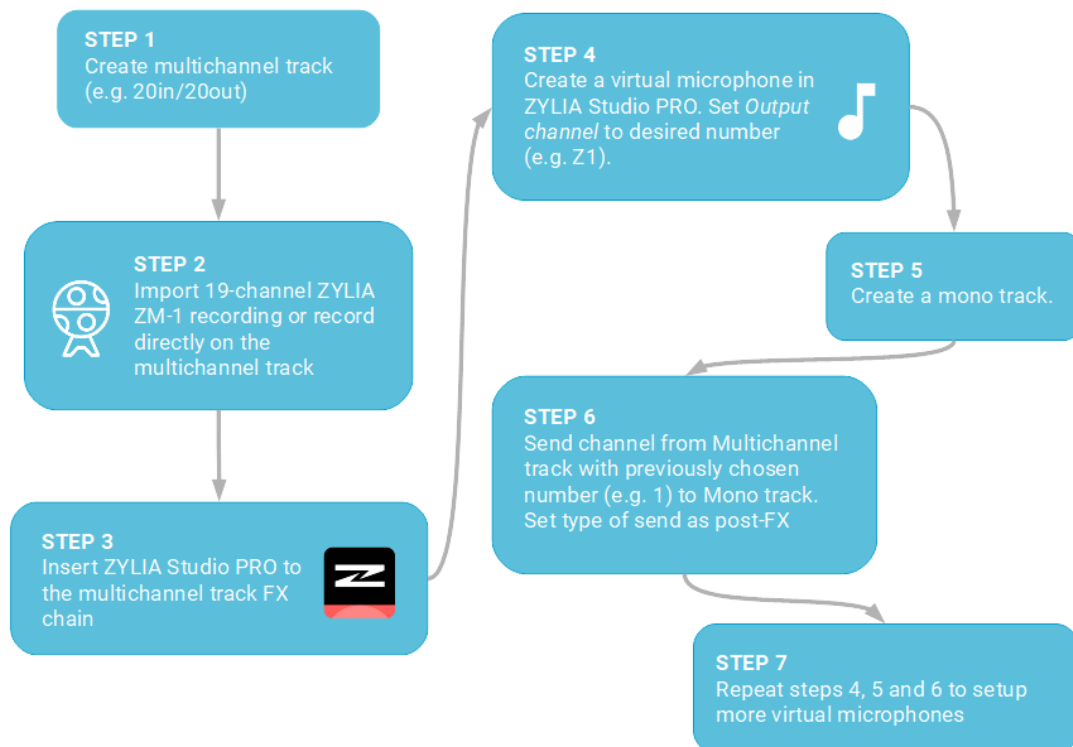 STEP 1
Create multichannel track
(e.g. 20in/20out)
STEP 2
Import 19-channel ZYLIA
ZM-1 recording or record
directly on the
multichannel track
STEP 3
Insert ZYLIA Studio PRO to
the multichannel track FX
chain
STEP 4
Create a virtual microphone in
ZYLIA Studio PRO. Set Output
channel to desired number
(e.g. Z1).
STEP 5
Create a mono track.
STEP 6
Send channel from Multichannel
track with previously chosen
number (e.g. 1) to Mono track.
Set type of send as post-FX
STEP 7
Repeat steps 4, 5 and 6 to setup
more virtual microphones